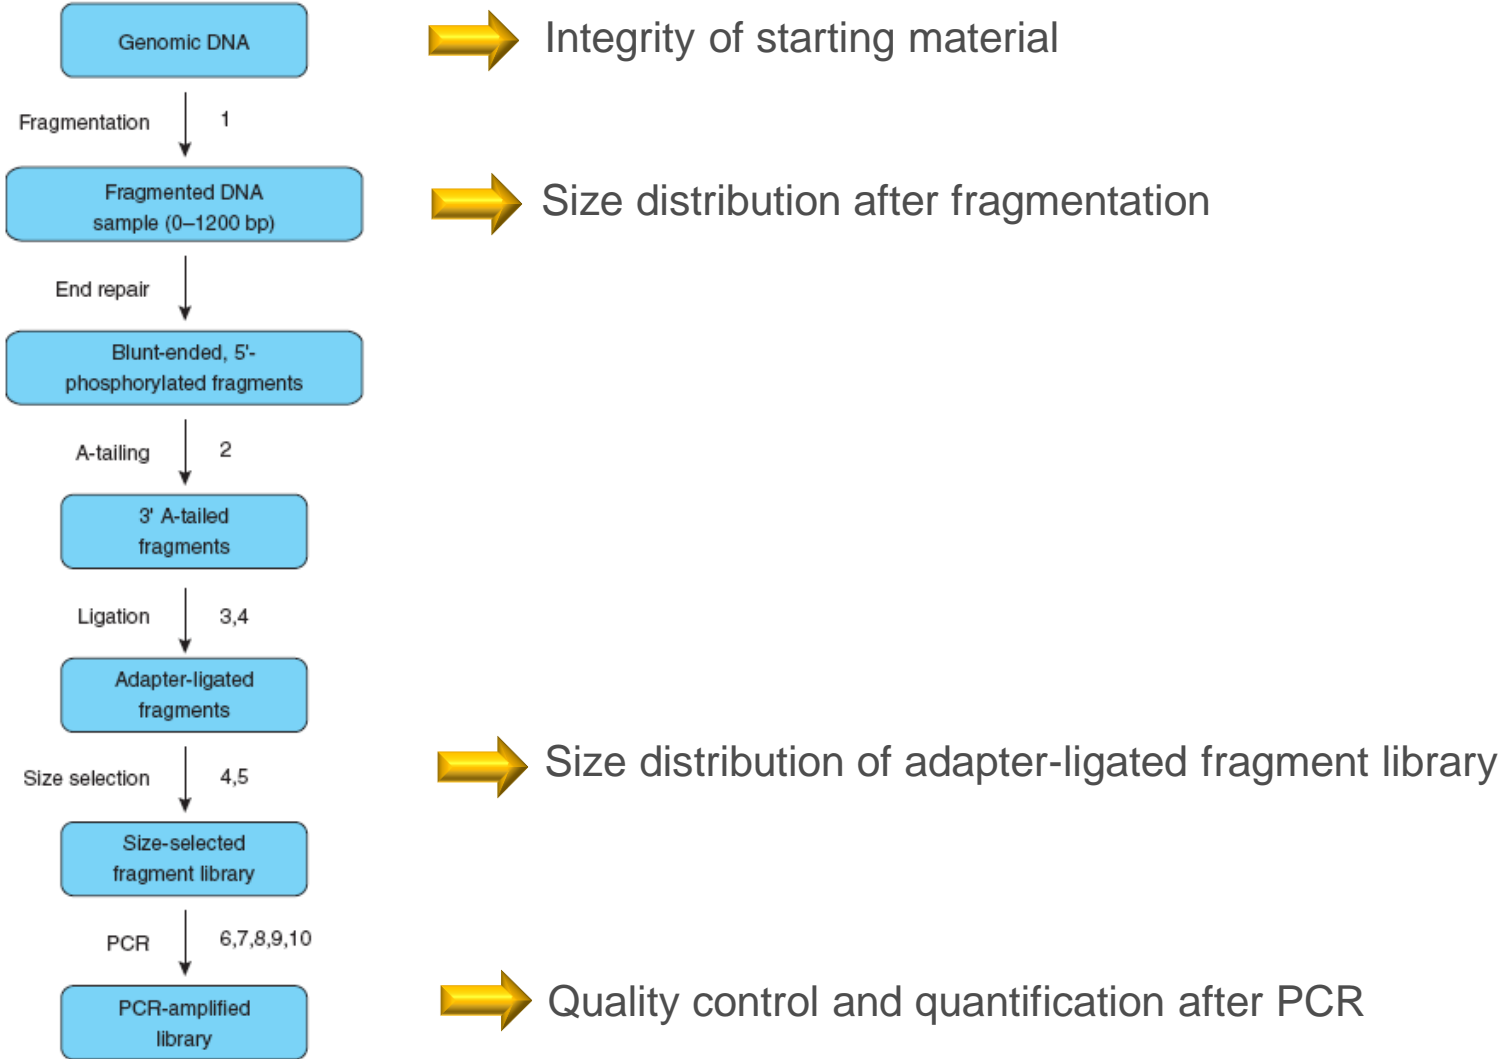 Genomic DNA
Integrity of starting material
Fragmentation
1
Fragmented DNA
sample (0–1200 bp)
Size distribution after fragmentation
End repair
Blunt-ended, 5'-
phosphorylated fragments
A-tailing
2
3' A-tailed
fragments
Ligation
3,4
Adapter-ligated
fragments
Size distribution of adapter-ligated fragment library
Size selection
4,5
Size-selected
fragment library
PCR
6,7,8,9,10
PCR-amplified
library
Quality control and quantification after PCR